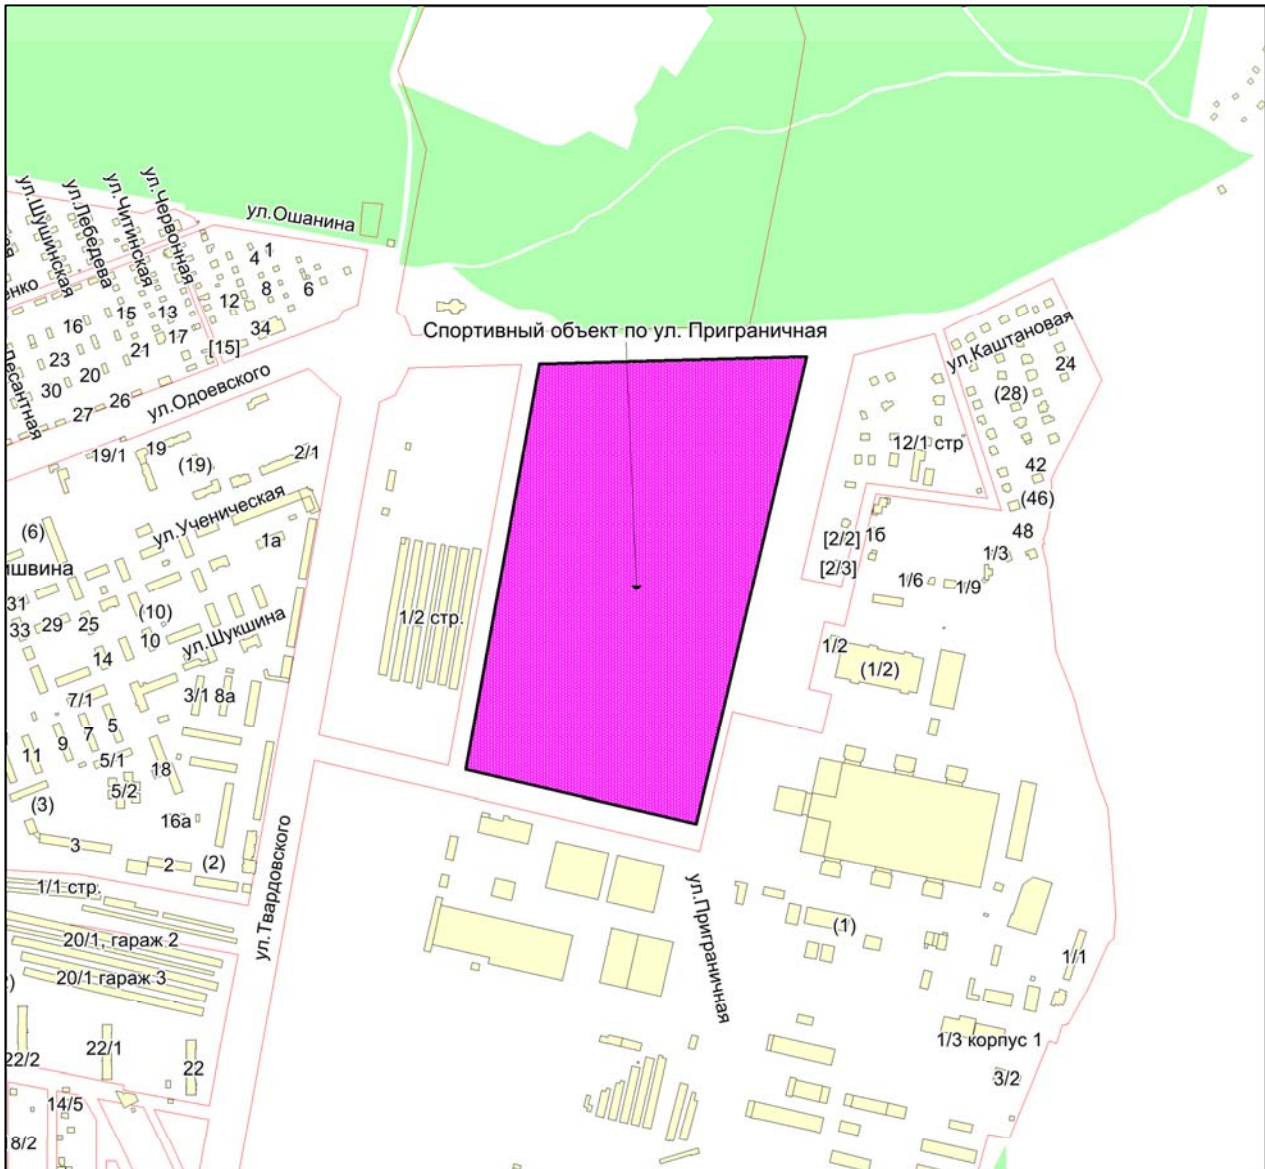 ул.Шушинская
ул.Лебедева
ул.Читинская
ул.Червонная
ул.Ошанина
1
4
8
6
12
34
15
13
16
17
[15]
23
21
20
30
26
27
Спортивный объект по ул. Приграничная
ул.Каштановая
24
(28)
ул.Одоевского
12/1 стр
42
(46)
48
19/1
19
(19)
2/1
ул.Ученическая
1а
(6)
[2/2]
1б
[2/3]
1/3
1/6
1/9
31
33
29
25
(10)
10
ул.Шукшина
14
1/2 стр.
1/2
(1/2)
7/1
3/1
8а
5
7
9
11
5/1
18
5/2
(3)
16а
3
2
(2)
1/1 стр.
ул.Твардовского
ул.Приграничная
20/1, гараж 2
20/1 гараж 3
(1)
1/1
22/2
22/1
22
1/3 корпус 1
3/2
14/5
8/2